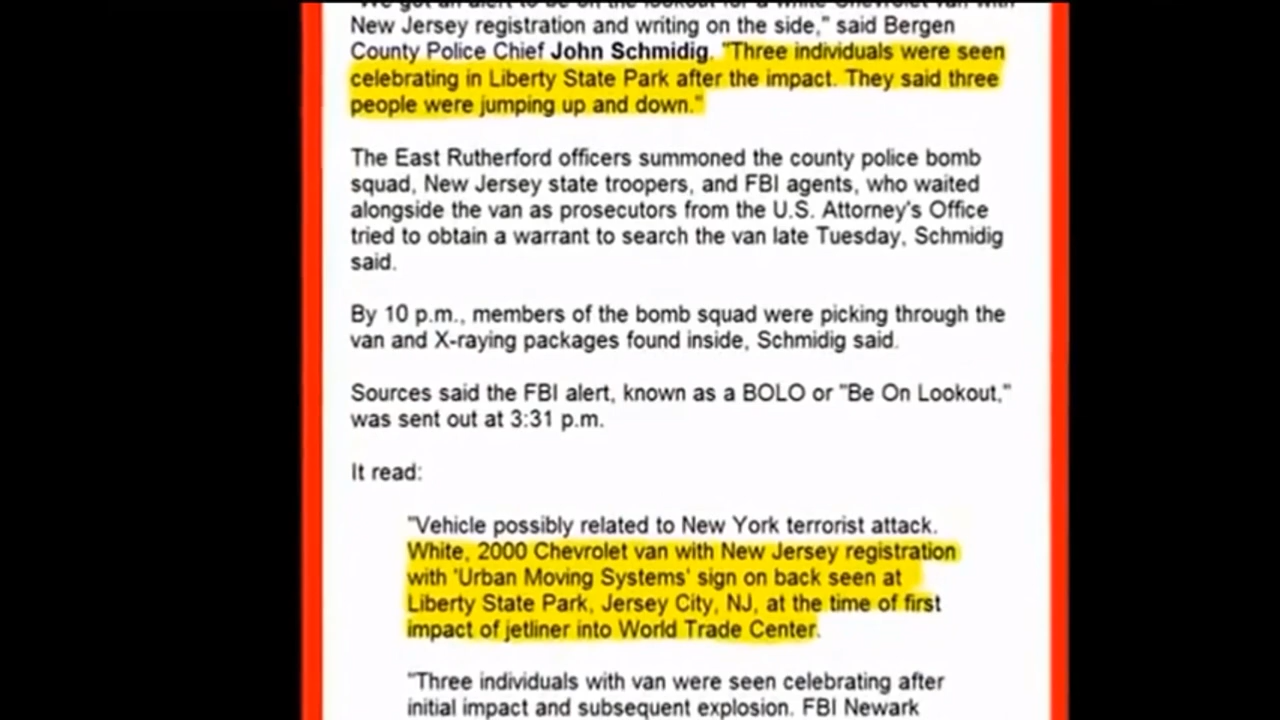 New Jersey registration and writing on the side," said Bergen
County Police Chief John Schmidig. "Three individuals were seen
celebrating in Liberty State Park after the impact. They said three
people were jumping up and down."
The East Rutherford officers summoned the county police bomb
squad, New Jersey state troopers, and FBI agents, who waited
alongside the van as prosecutors from the U.S. Attorney's Office
tried to obtain a warrant to search the van late Tuesday, Schmidig
said.
By 10 p.m., members of the bomb squad were picking through the
van and X-raying packages found inside, Schmidig said.
Sources said the FBI alert, known as a BOLO or "Be On Lookout,"
was sent out at 3:31 p.m.
It read:
"Vehicle possibly related to New York terrorist attack.
White, 2000 Chevrolet van with New Jersey registration
with 'Urban Moving Systems' sign on back seen at
Liberty State Park, Jersey City, NJ, at the time of first
impact of jetliner into World Trade Center.
"Three individuals with van were seen celebrating after
initial impact and subsequent explosion. FBI Newark